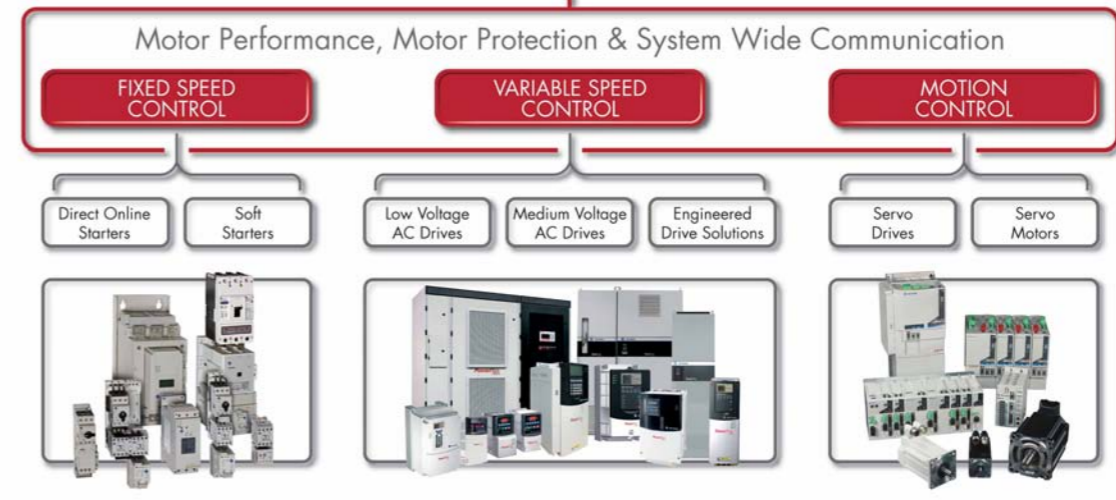 Motor Performance, Motor Protection & System Wide Communication
FIXED SPEED
CONTROL
VARIABLE SPEED
CONTROL
MOTION
CONTROL
Direct Online
Starters
Soft
Starters
Low Voltage
AC Drives
Medium Voltage
AC Drives
Engineered
Drive Solutions
Servo
Drives
Servo
Motors